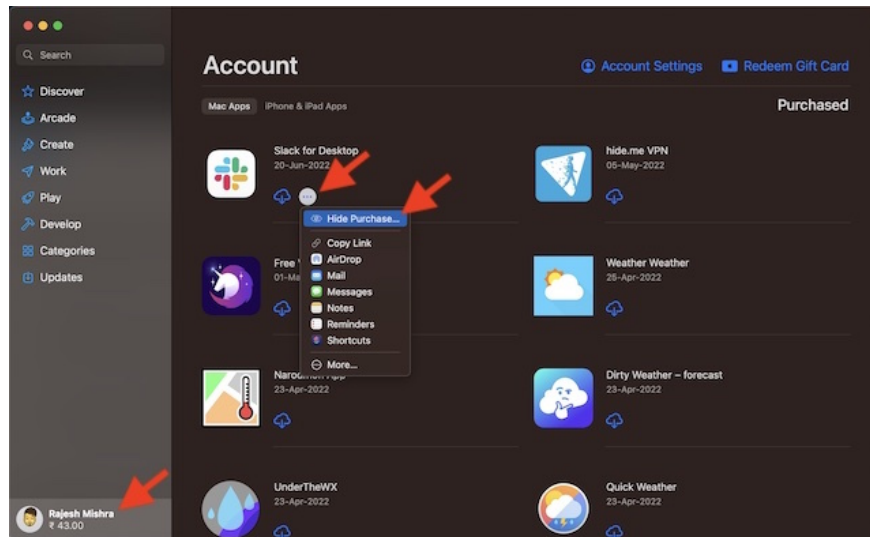 Search
Discover
Arcade
Create
Work
Play
Develop
Categories
Updates
Rajesh Mishra
₹ 43.00
Account
Account Settings
Redeem Gift Card
Mac Apps
iPhone & iPad Apps
Purchased
Slack for Desktop
20-Jun-2022
hide.me VPN
05-May-2022
Hide Purchase...
Copy Link
AirDrop
Mail
Messages
Notes
Reminders
Shortcuts
More...
Free
Weather Weather
25-Apr-2022
App
23-Apr-2022
Dirty Weather – forecast
23-Apr-2022
UnderTheWX
23-Apr-2022
Quick Weather
23-Apr-2022